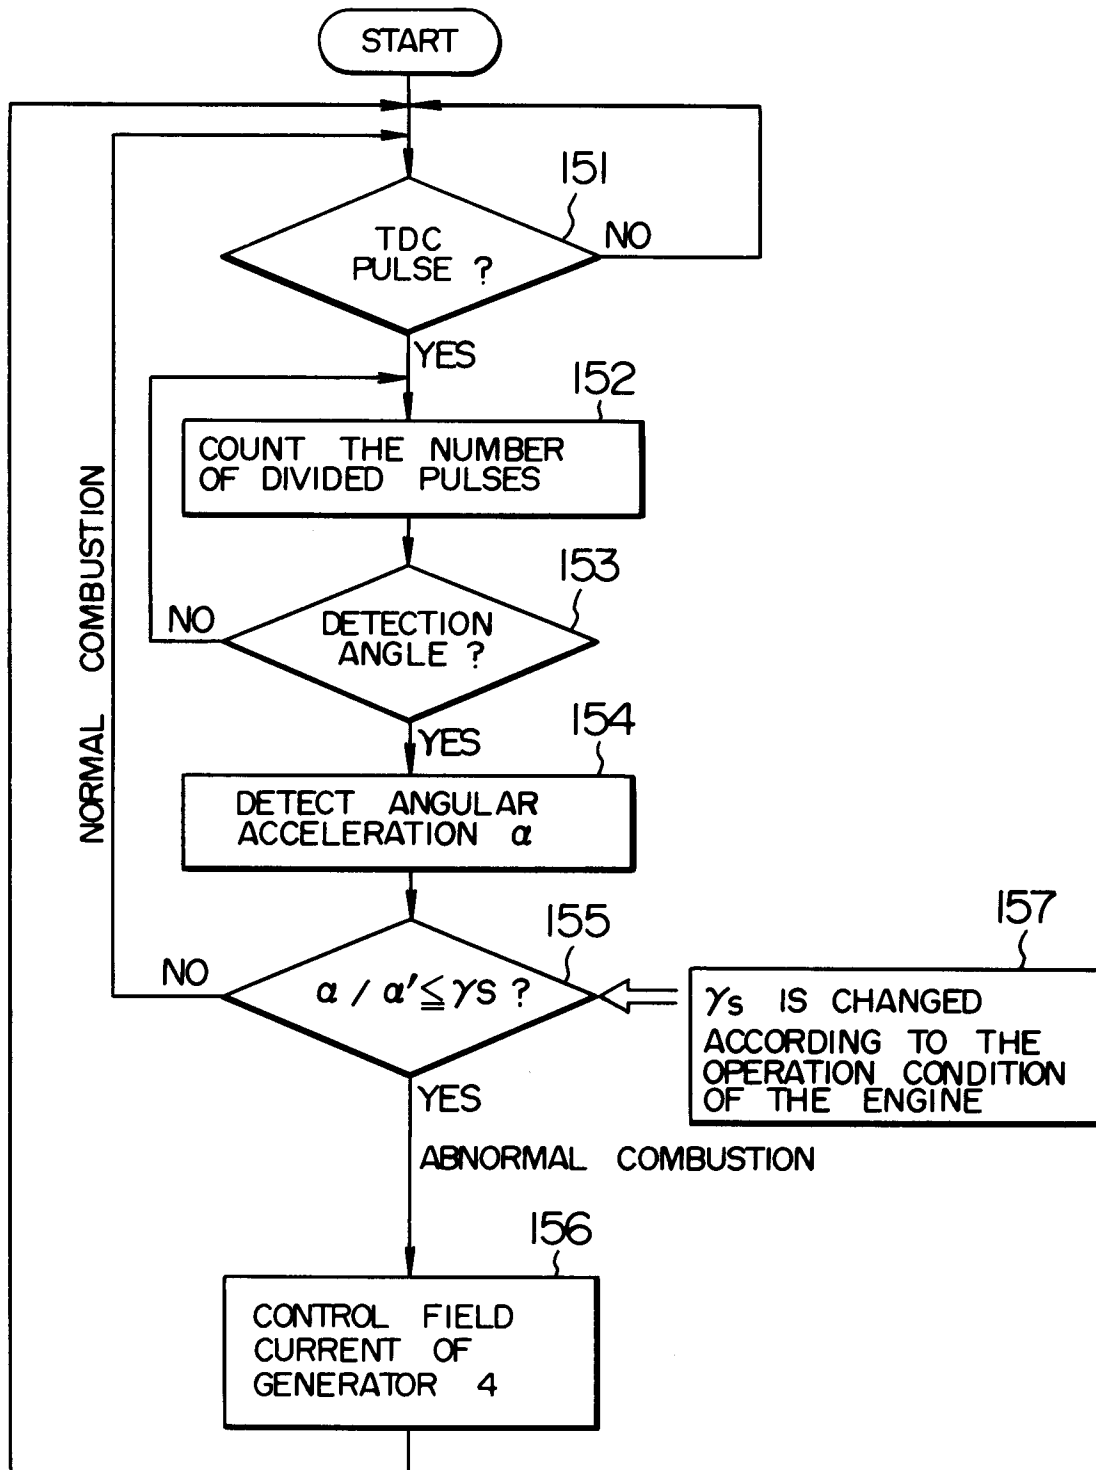 START
151
TDC
PULSE ?
NO
YES
152
COUNT THE NUMBER
OF DIVIDED PULSES
153
NO
DETECTION
ANGLE ?
YES
154
DETECT ANGULAR
ACCELERATION α
NORMAL COMBUSTION
155
NO
α / α' ≦ γS ?
157
γs IS CHANGED
ACCORDING TO THE
OPERATION CONDITION
OF THE ENGINE
YES
ABNORMAL COMBUSTION
156
CONTROL FIELD
CURRENT OF
GENERATOR 4